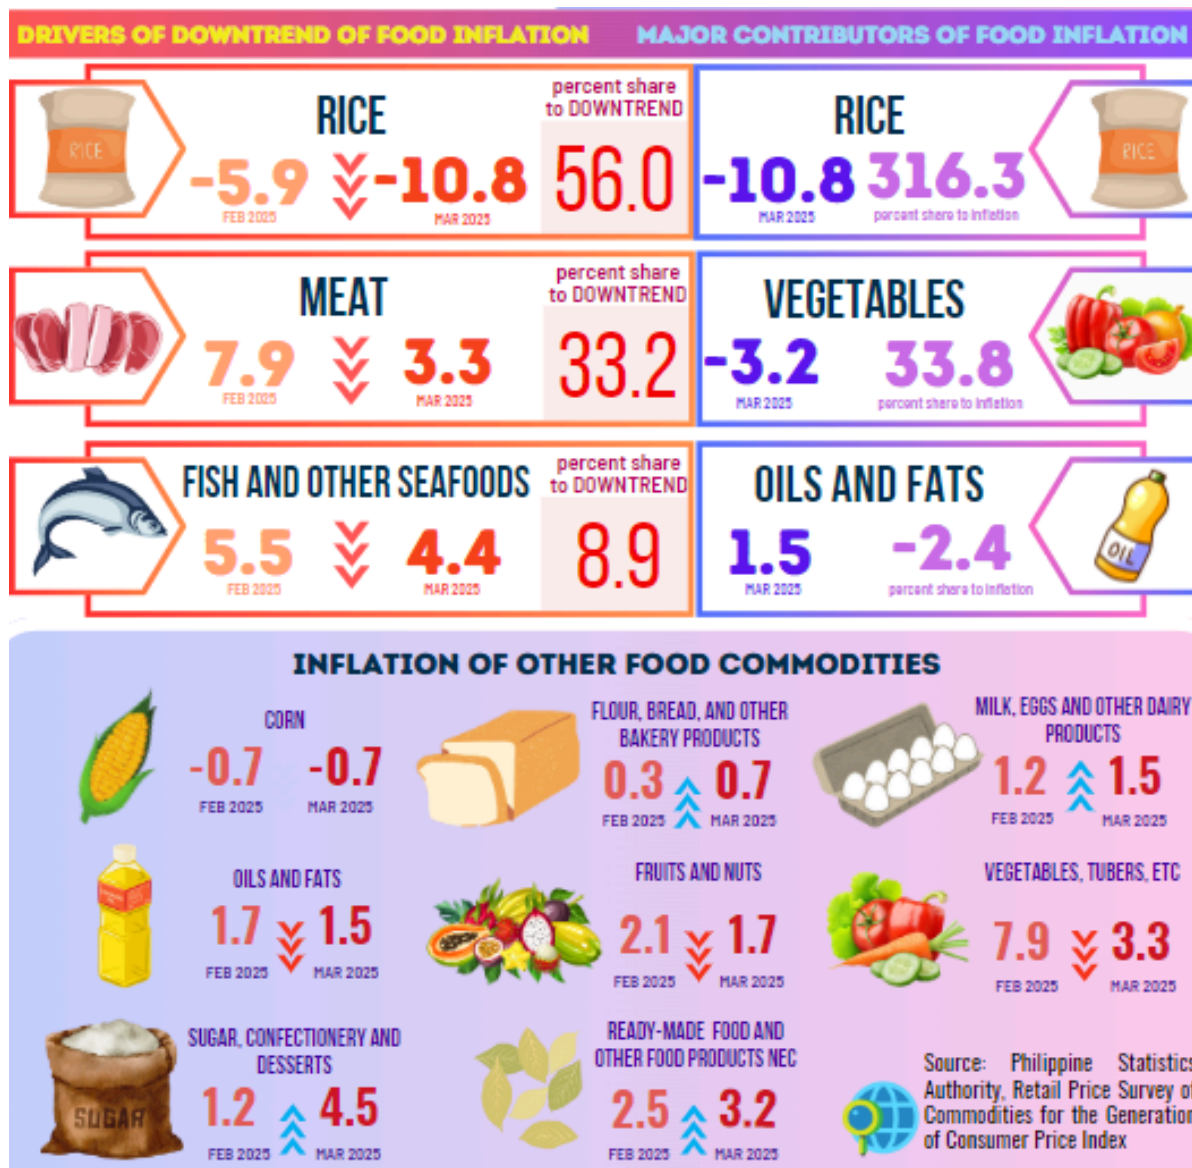 DRIVERS OF DOWNTREND OF FOOD INFLATION
MAJOR CONTRIBUTORS OF FOOD INFLATION
RICE
RICE
-5.9
FEB 2025
-10.8
MAR 2025
percent share
to DOWNTREND
56.0
RICE
-10.8
MAR 2025
316.3
percent share to inflation
RICE
MEAT
7.9
FEB 2025
3.3
MAR 2025
percent share
to DOWNTREND
33.2
VEGETABLES
-3.2
MAR 2025
33.8
percent share to inflation
FISH AND OTHER SEAFOODS
5.5
FEB 2025
4.4
MAR 2025
percent share
to DOWNTREND
8.9
OILS AND FATS
1.5
MAR 2025
-2.4
percent share to inflation
OIL
INFLATION OF OTHER FOOD COMMODITIES
CORN
-0.7
FEB 2025
-0.7
MAR 2025
FLOUR, BREAD, AND OTHER
BAKERY PRODUCTS
0.3
FEB 2025
0.7
MAR 2025
MILK, EGGS AND OTHER DAIRY
PRODUCTS
1.2
FEB 2025
1.5
MAR 2025
OILS AND FATS
1.7
FEB 2025
1.5
MAR 2025
FRUITS AND NUTS
2.1
FEB 2025
1.7
MAR 2025
VEGETABLES, TUBERS, ETC
7.9
FEB 2025
3.3
MAR 2025
SUGAR
SUGAR, CONFECTIONERY AND
DESSERTS
1.2
FEB 2025
4.5
MAR 2025
READY-MADE FOOD AND
OTHER FOOD PRODUCTS NEC
2.5
FEB 2025
3.2
MAR 2025
Source: Philippine Statistics
Authority, Retail Price Survey of
Commodities for the Generation
of Consumer Price Index